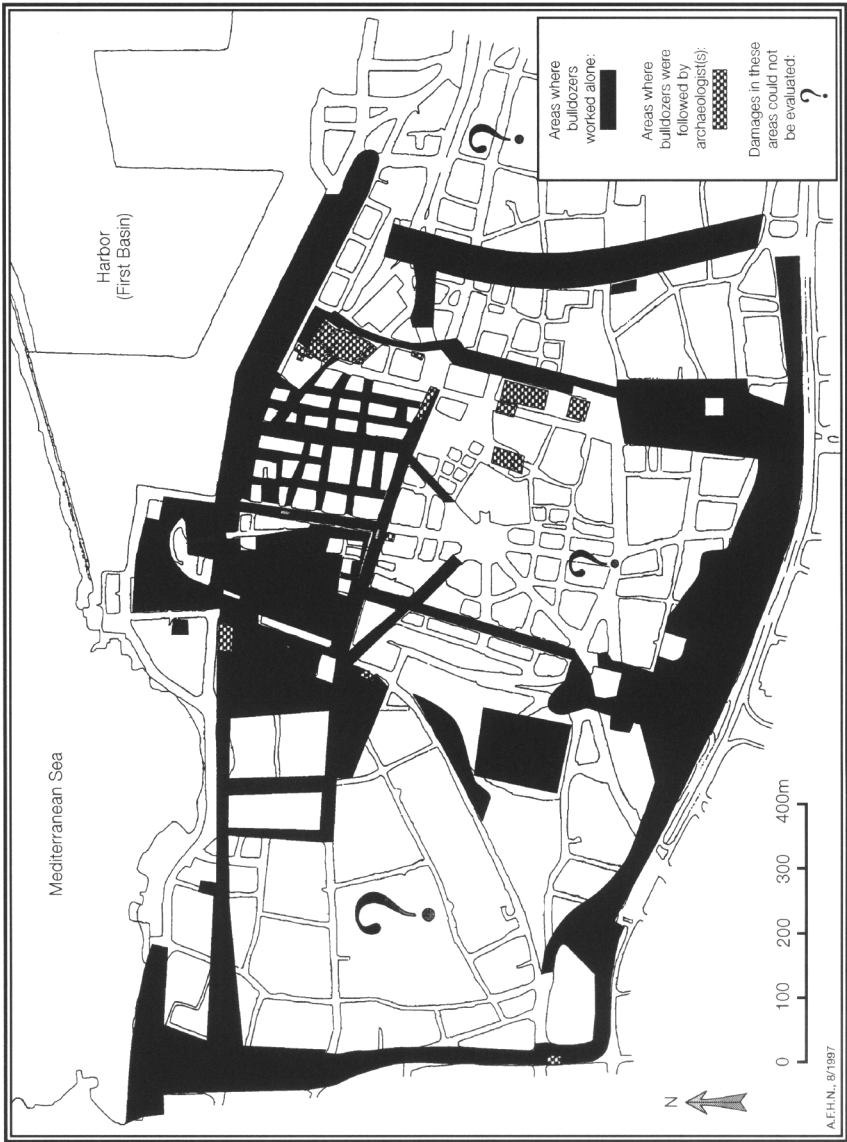 Mediterranean Sea
Harbor
(First Basin)
Areas where
bulldozers
worked alone:
Areas where
bulldozers were
followed by
archaeologist(s):
Damages in these
areas could not
be evaluated:
?
?
?
?
N
0 100 200 300 400m
A.F.H.N., 8/1997